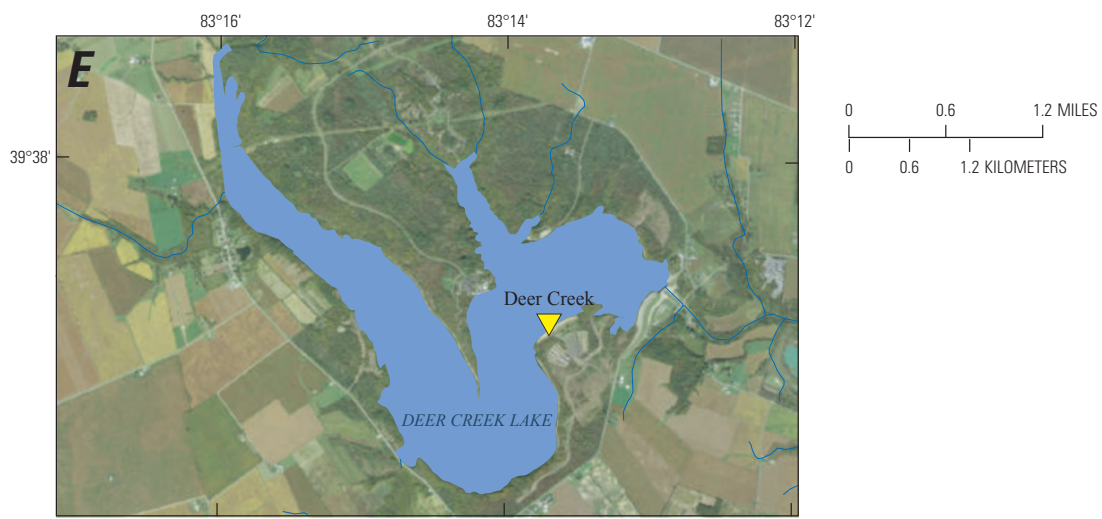 83°16' 83°14' 83°12'
E
39°38'
Deer Creek
DEER CREEK LAKE
0 0.6 1.2 MILES
0 0.6 1.2 KILOMETERS